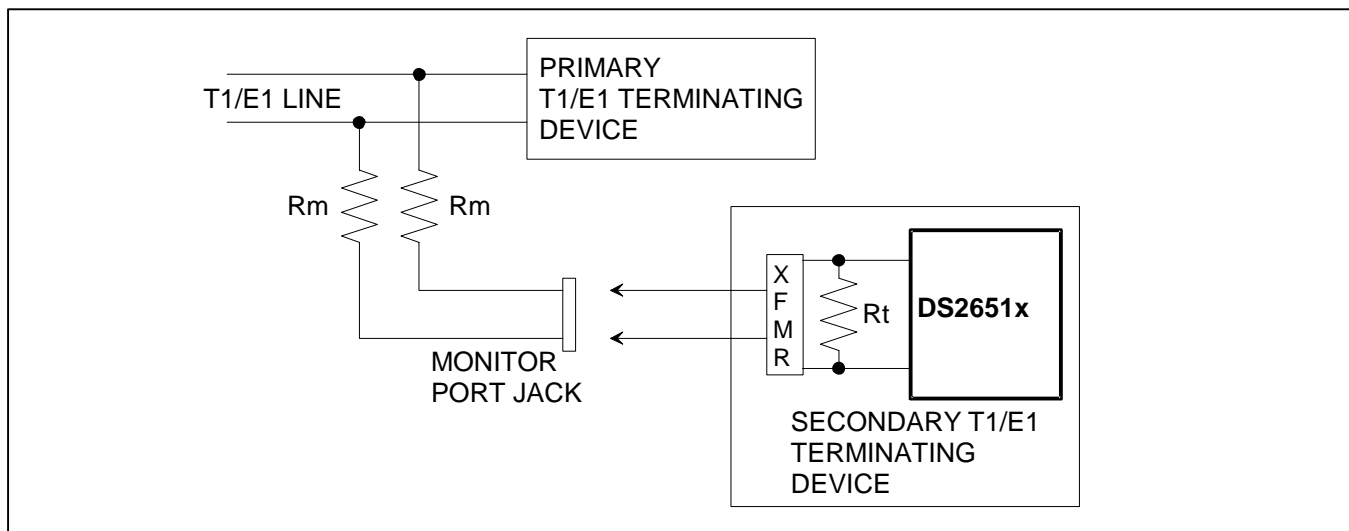 PRIMARY
T1/E1 TERMINATING
DEVICE
T1/E1 LINE
Rm
Rm
X
F
M
R
Rt
DS2651x
MONITOR
PORT JACK
SECONDARY T1/E1
TERMINATING
DEVICE